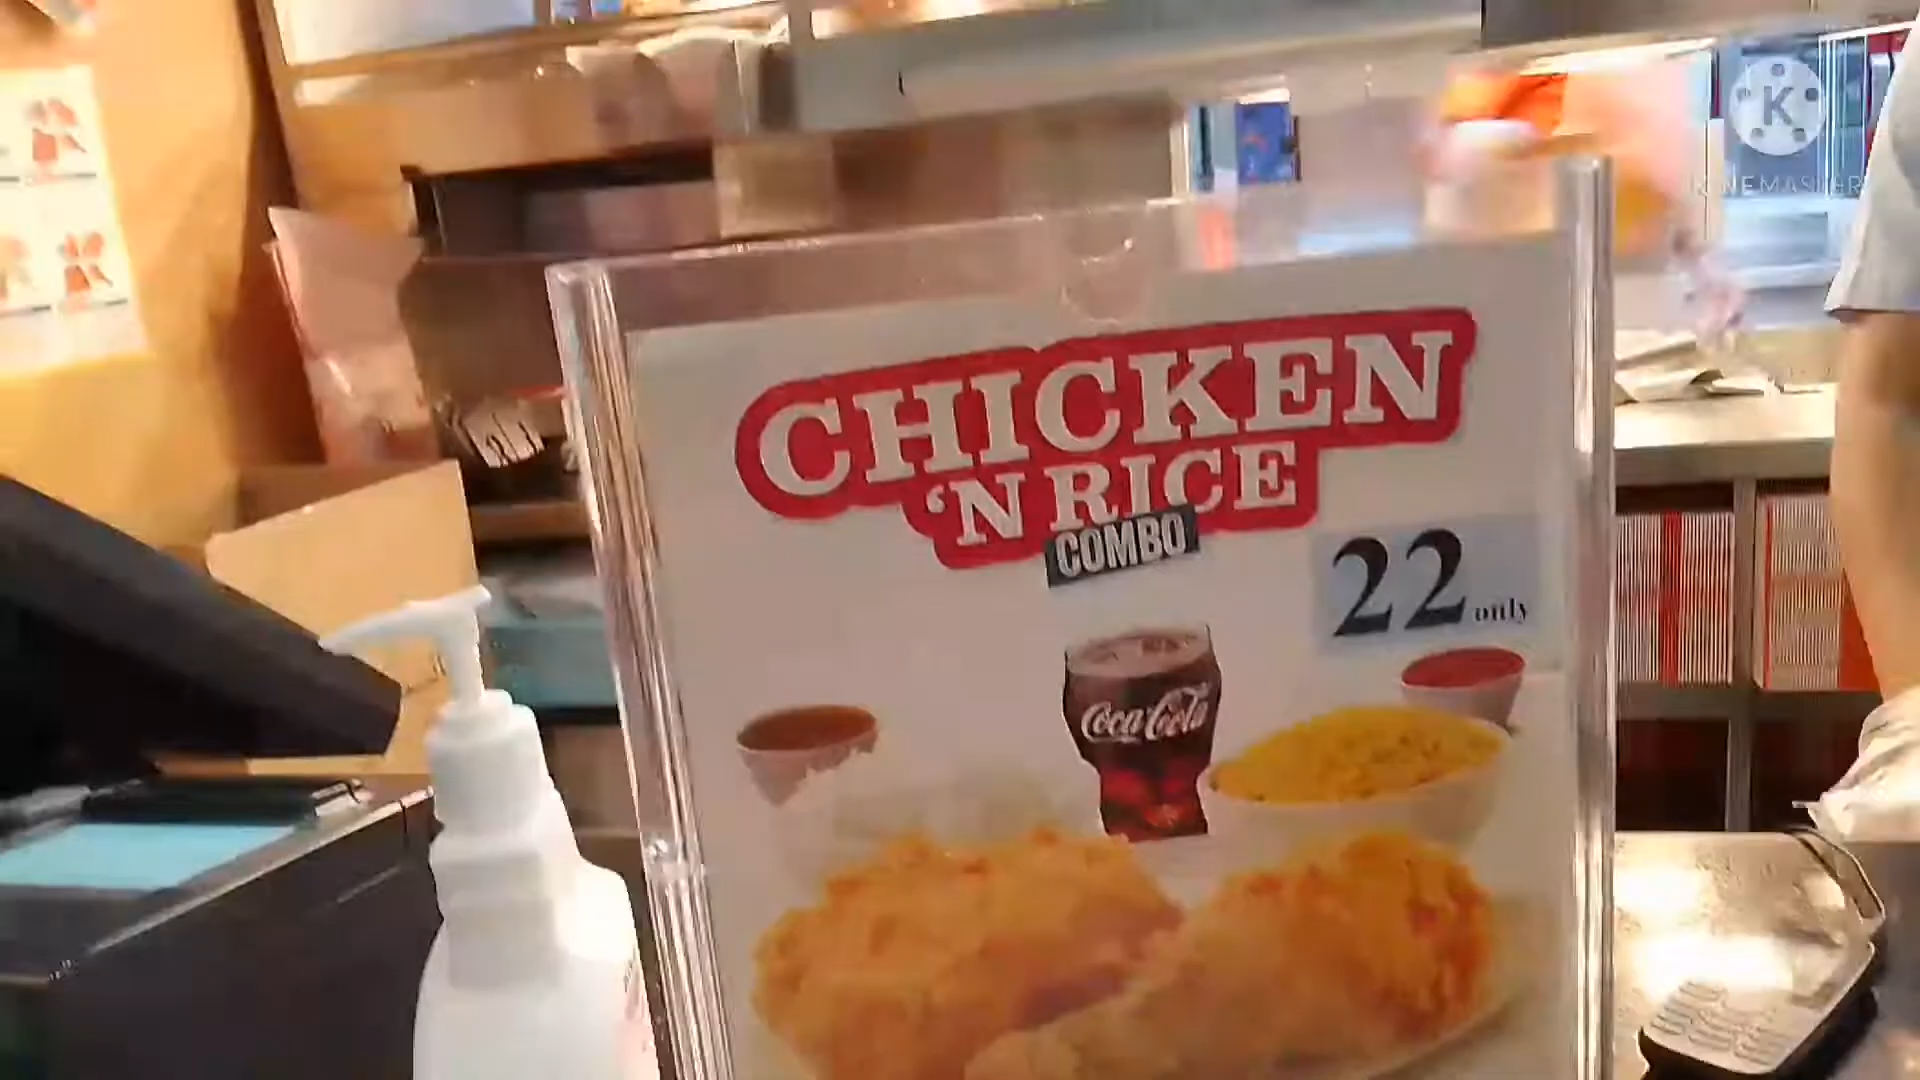 K
KINEMASTER
CHICKEN
'N RICE
COMBO
22 only
Coca-Cola